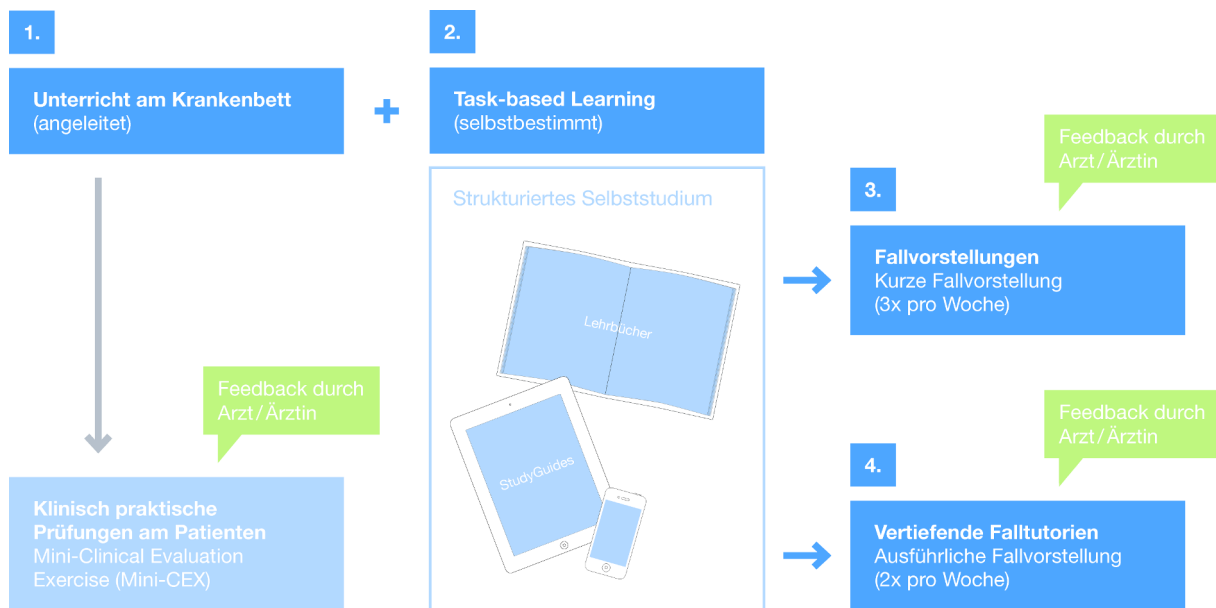 1.
Unterricht am Krankenbett
(angeleitet)
+
2.
Task-based Learning
(selbstbestimmt)
Strukturiertes Selbststudium
Lehrbücher
StudyGuides
Feedback durch
Arzt / Ärztin
Klinisch praktische
Prüfungen am Patienten
Mini-Clinical Evaluation
Exercise (Mini-CEX)
Feedback durch
Arzt / Ärztin
3.
Fallvorstellungen
Kurze Fallvorstellung
(3x pro Woche)
Feedback durch
Arzt / Ärztin
4.
Vertiefende Falltutorien
Ausführliche Fallvorstellung
(2x pro Woche)